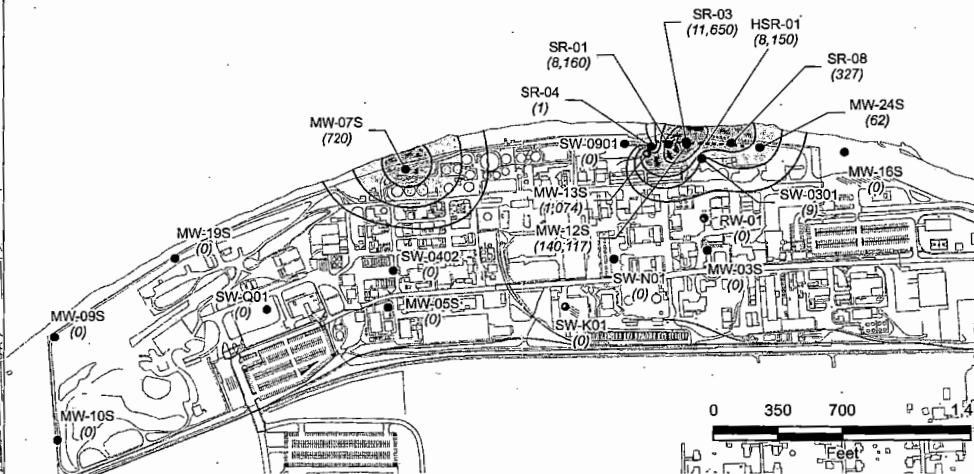 SR-03
(11,650)
HSR-01
(8,150)
SR-01
(8,160)
SR-08
(327)
SR-04
(1)
MW-24S
(62)
MW-07S
(720)
SW-0901
(0)
MW-16S
(0)
MW-13S
(1,074)
SW-0301
(9)
RW-01
(0)
MW-12S
(140,117)
MW-19S
(0)
SW-0402
(0)
MW-03S
(0)
SW-N01
(0)
SW-Q01
(0)
MW-05S
(0)
MW-09S
(0)
SW-K01
(0)
MW-10S
(0)
0 350 700 1,4
Feet